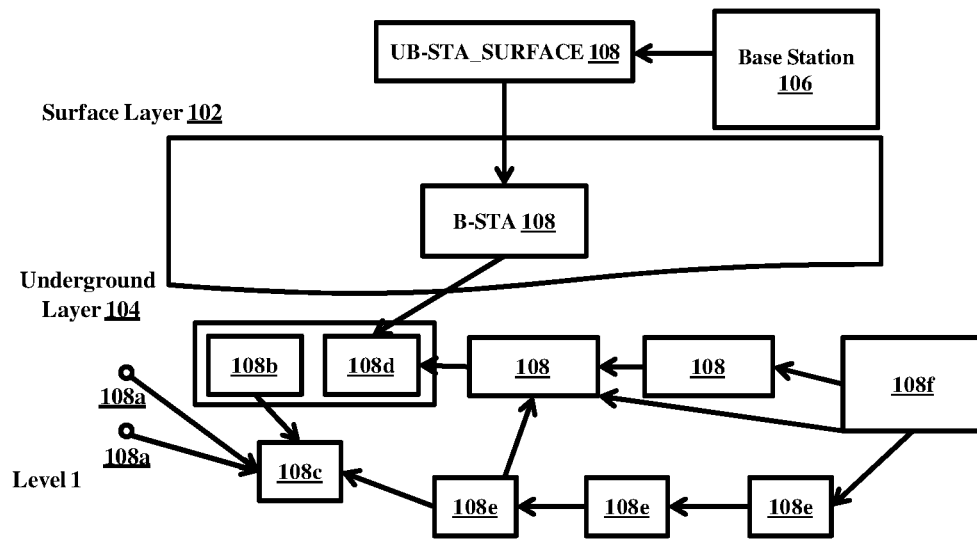 UB-STA_SURFACE 108
Base Station
106
Surface Layer 102
B-STA 108
Underground
Layer 104
108b
108d
108
108
108f
108a
108a
108c
Level 1
108e
108e
108e